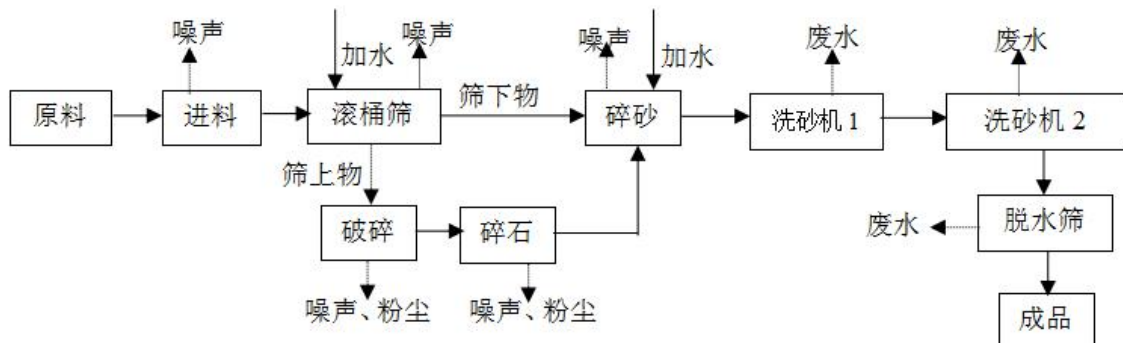 噪声
加水
噪声
噪声
加水
废水
废水
原料
进料
滚桶筛
筛下物
碎砂
洗砂机1
洗砂机 2
筛上物
破碎
碎石
废水
脱水筛
噪声、粉尘
噪声、粉尘
成品